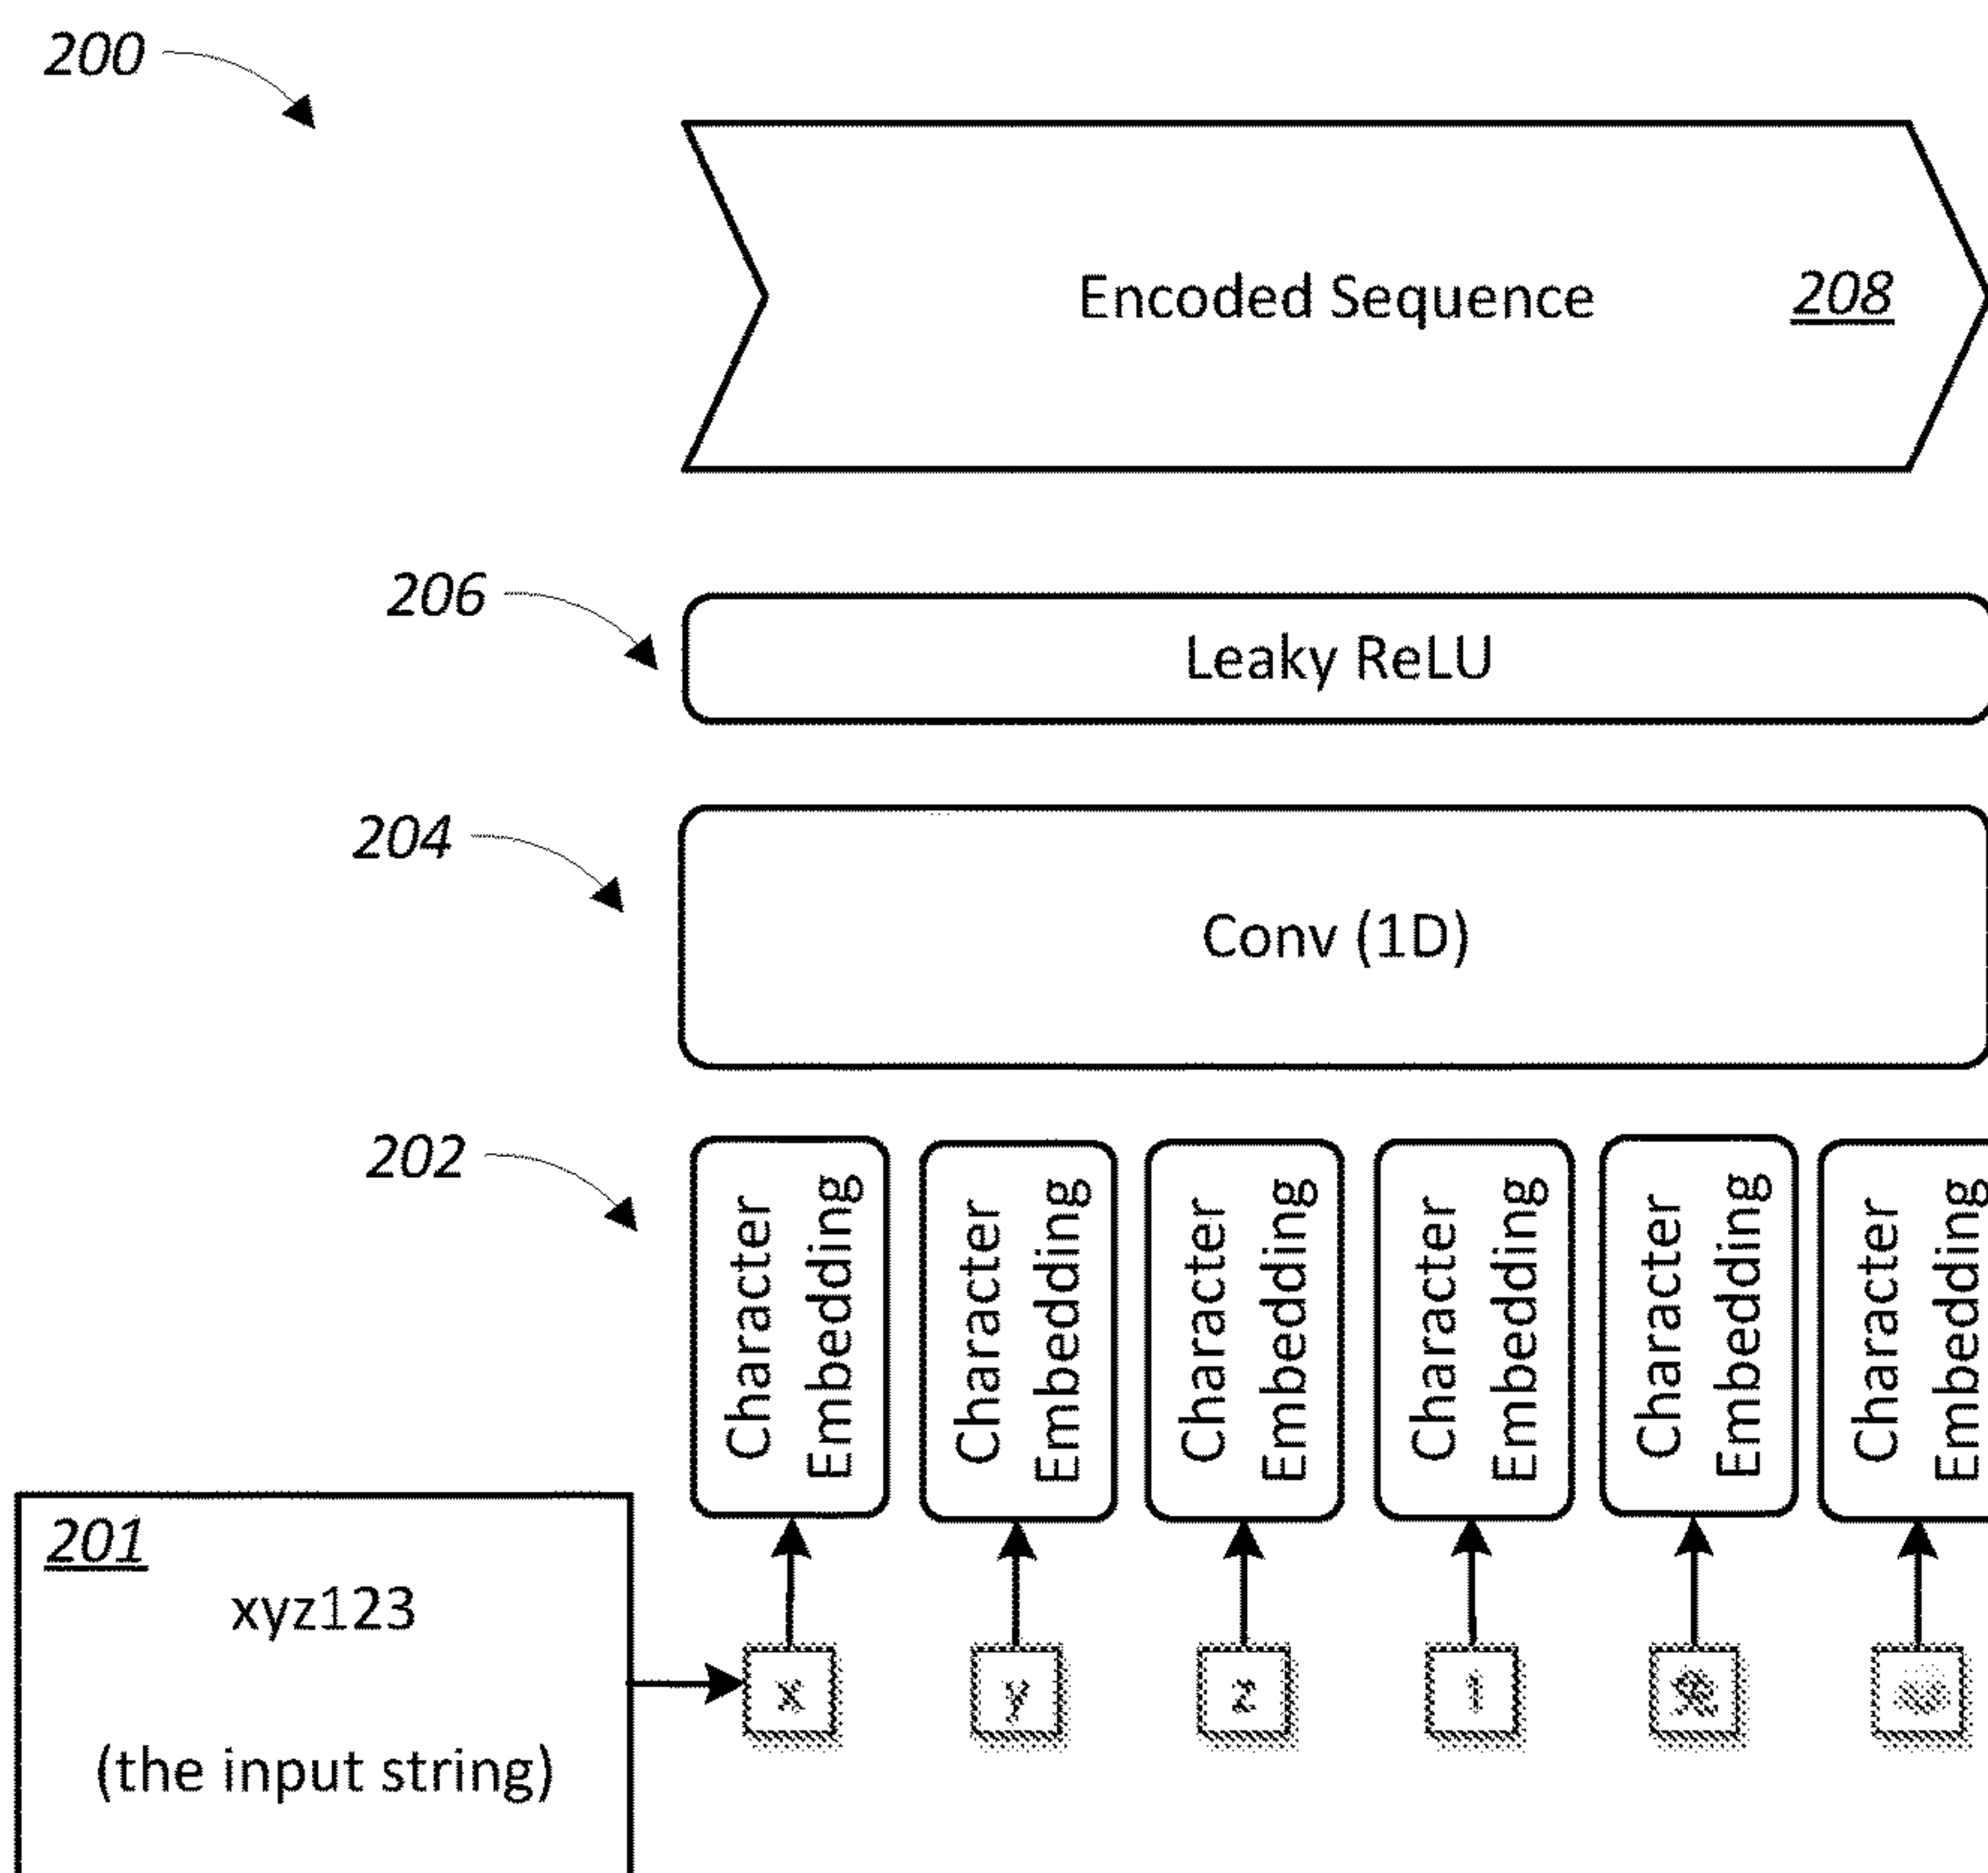 200
Encoded Sequence 208
206
Leaky ReLU
204
Conv (1D)
202
Character Embedding
Character Embedding
Character Embedding
Character Embedding
Character Embedding
Character Embedding
201
xyz123
(the input string)
x y z 1